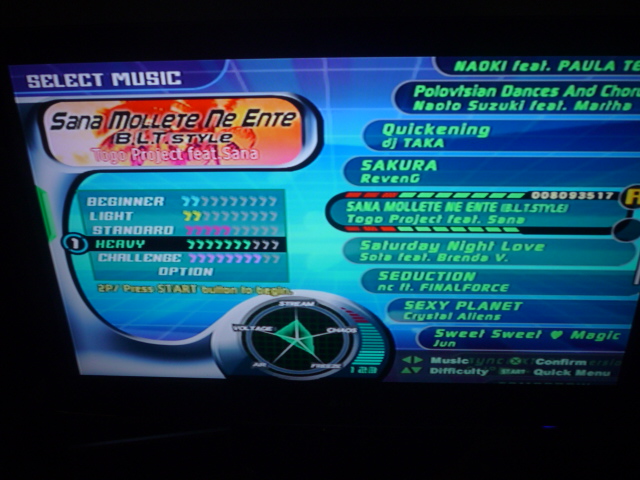 SELECT MUSIC
SANA MOLLETE NE ENTE
B.L.T. STYLE
Togo Project feat. Sana
BEGINNER
LIGHT
STANDARD
1 HEAVY
CHALLENGE
OPTION
2P/ Press START button to begin.
STREAM
VOLTAGE
CHAOS
AIR
FREEZE
123
NAOKI feat. PAULA TE
Polovtsian Dances And Choru
Naoto Suzuki feat. Martha
Quickening
dj TAKA
SAKURA
RevenG
008093517
SANA MOLLETE NE ENTE (B.L.T.STYLE)
Togo Project feat. Sana
Saturday Night Love
Sota feat. Brenda V.
SEDUCTION
nc ft. FINALFORCE
SEXY PLANET
Crystal Aliens
Sweet Sweet ♥ Magic
Jun
Music Confirm
Difficulty START Quick Menu